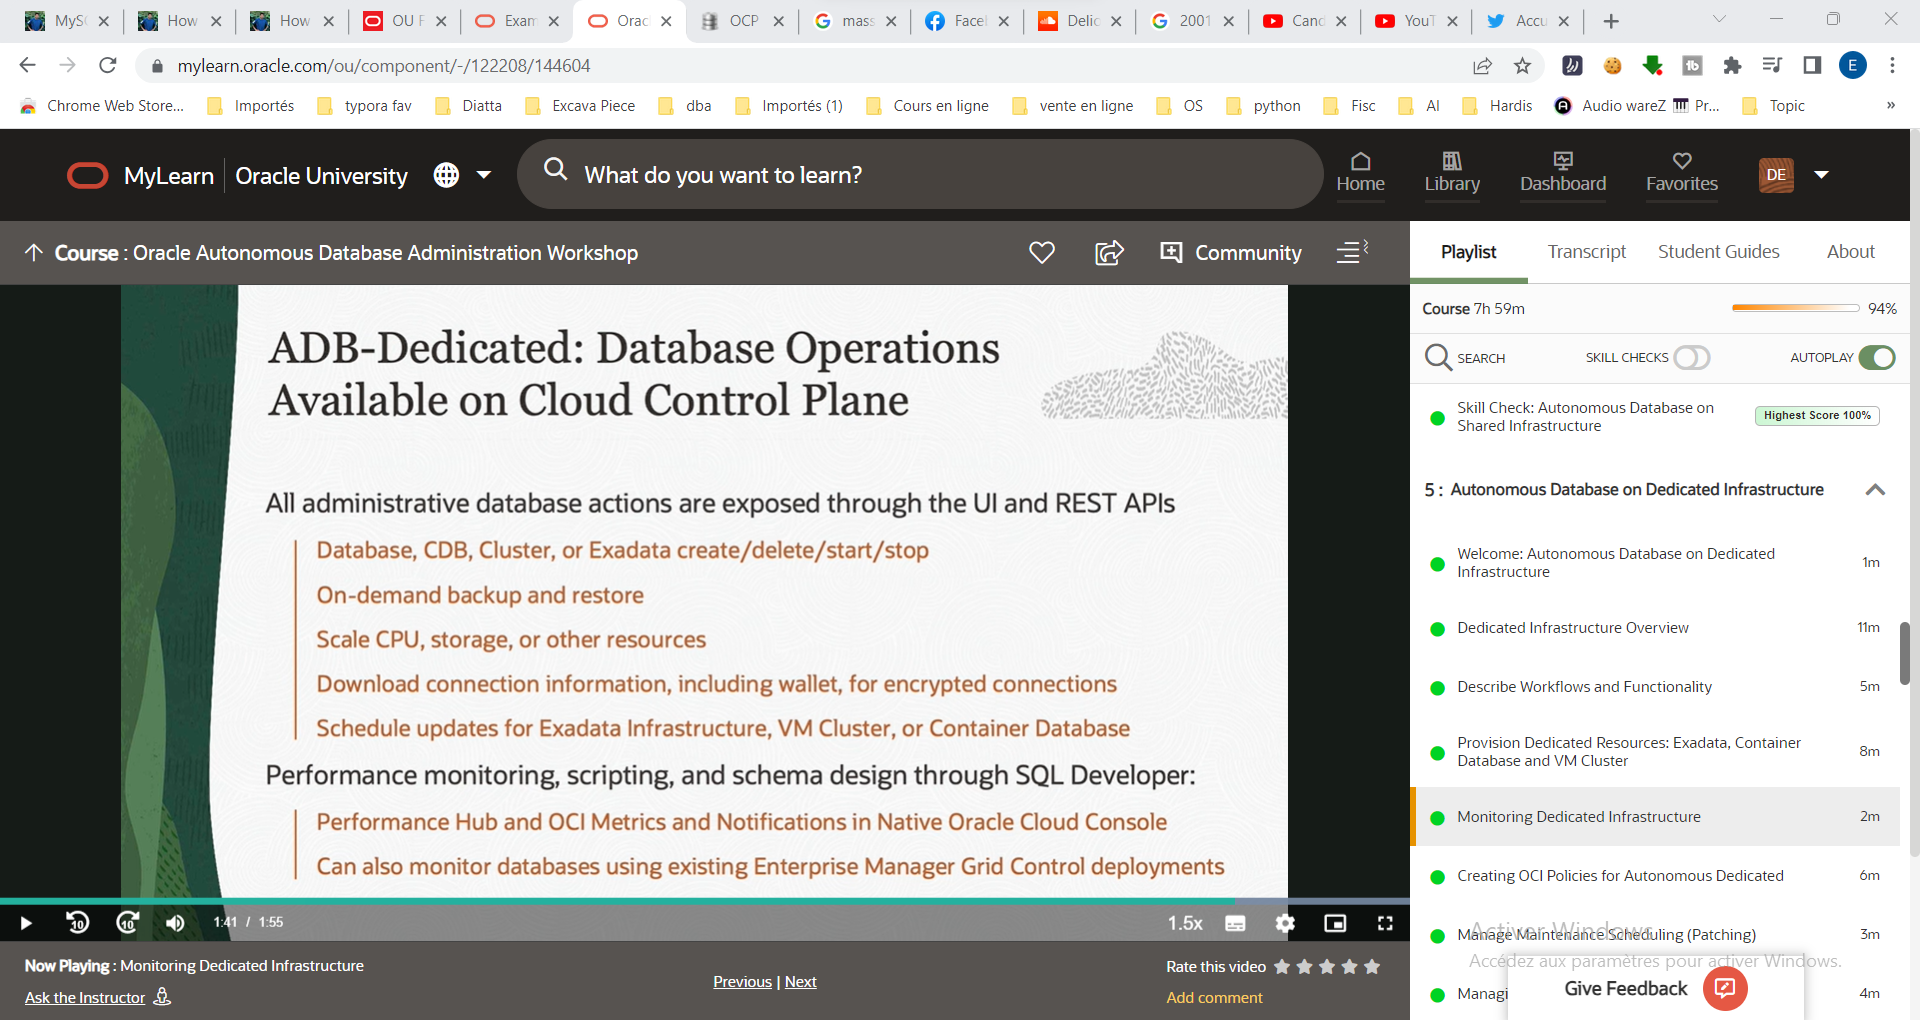 MyS
How
How
OU F
Exam
Orac
OCP
mass
Facel
Delic
2001
Canc
YouT
Accu
mylearn.oracle.com/ou/component/-/122208/144604
E
Chrome Web Store...
Importés
typora fav
Diatta
Excava Piece
dba
Importés (1)
Cours en ligne
vente en ligne
OS
python
Fisc
AI
Hardis
Audio wareZ
Pr...
Topic
»
MyLearn
Oracle University
What do you want to learn?
Home
Library
Dashboard
Favorites
DE
Course : Oracle Autonomous Database Administration Workshop
Community
ADB-Dedicated: Database Operations
Available on Cloud Control Plane
All administrative database actions are exposed through the UI and REST APIs
Database, CDB, Cluster, or Exadata create/delete/start/stop
On-demand backup and restore
Scale CPU, storage, or other resources
Download connection information, including wallet, for encrypted connections
Schedule updates for Exadata Infrastructure, VM Cluster, or Container Database
Performance monitoring, scripting, and schema design through SQL Developer:
Performance Hub and OCI Metrics and Notifications in Native Oracle Cloud Console
Can also monitor databases using existing Enterprise Manager Grid Control deployments
10
10
1:41 / 1:55
1.5x
Now Playing : Monitoring Dedicated Infrastructure
Ask the Instructor
Previous | Next
Rate this video
Add comment
Playlist
Transcript
Student Guides
About
Course 7h 59m
94%
SEARCH
SKILL CHECKS
AUTOPLAY
Skill Check: Autonomous Database on
Shared Infrastructure
Highest Score 100%
5 : Autonomous Database on Dedicated Infrastructure
Welcome: Autonomous Database on Dedicated
Infrastructure
1m
Dedicated Infrastructure Overview
11m
Describe Workflows and Functionality
5m
Provision Dedicated Resources: Exadata, Container
Database and VM Cluster
8m
Monitoring Dedicated Infrastructure
2m
Creating OCI Policies for Autonomous Dedicated
6m
Activer Windows
Manage Maintenance Scheduling (Patching)
3m
Accédez aux paramètres pour activer Windows.
Managi
4m
Give Feedback